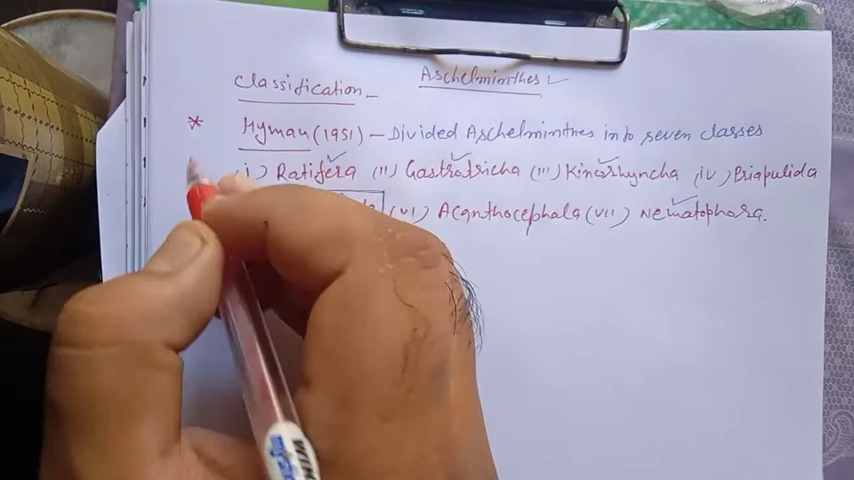 Aschelminthes
Classification
* Hyman (1951) - Divided Aschelminthes into seven classes
i) Ratifera (ii) Gastrotricha (iii) Kinorhyncha (iv) Priapulida
(vi) Acanthocephala (vii) Nematophora.